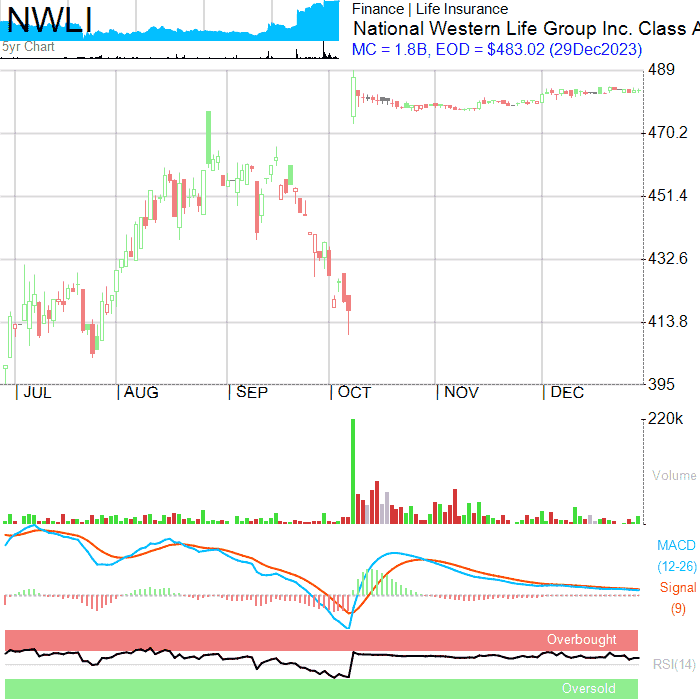 NWLI
5yr Chart
Finance | Life Insurance
National Western Life Group Inc. Class A
MC = 1.8B, EOD = $483.02 (29Dec2023)
489
470.2
451.4
432.6
413.8
395
| JUL | AUG | SEP | OCT | NOV | DEC
220k
Volume
MACD
(12-26)
Signal
(9)
Overbought
RSI(14)
Oversold